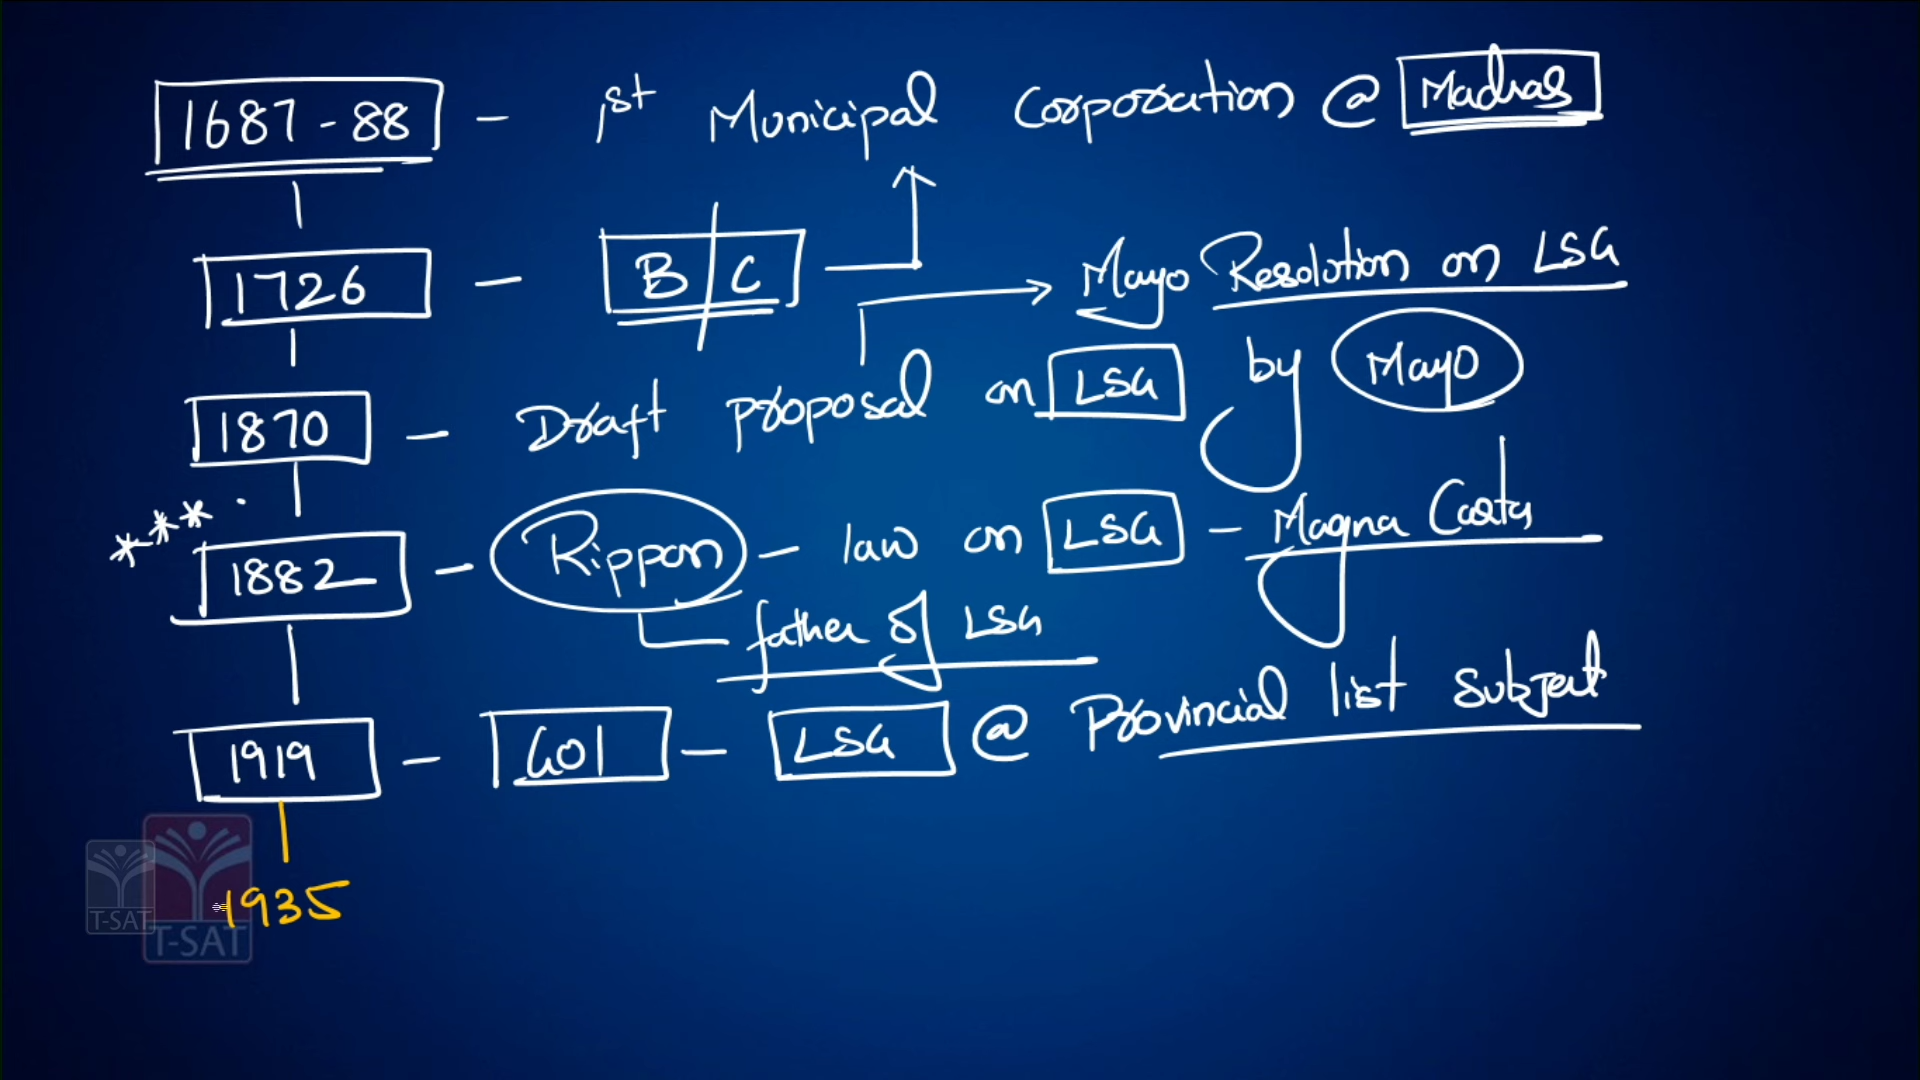 1687-88 - 1st Municipal Corporation @ Madras
1726 - B/C
Mayo Resolution on LSG
1870 - Draft proposal on LSG by Mayo
*** 1882 - Rippon - law on LSG - Magna Carta
father of LSG
1919 - GOI - LSG @ Provincial list subject
1935
T-SAT
T-SAT